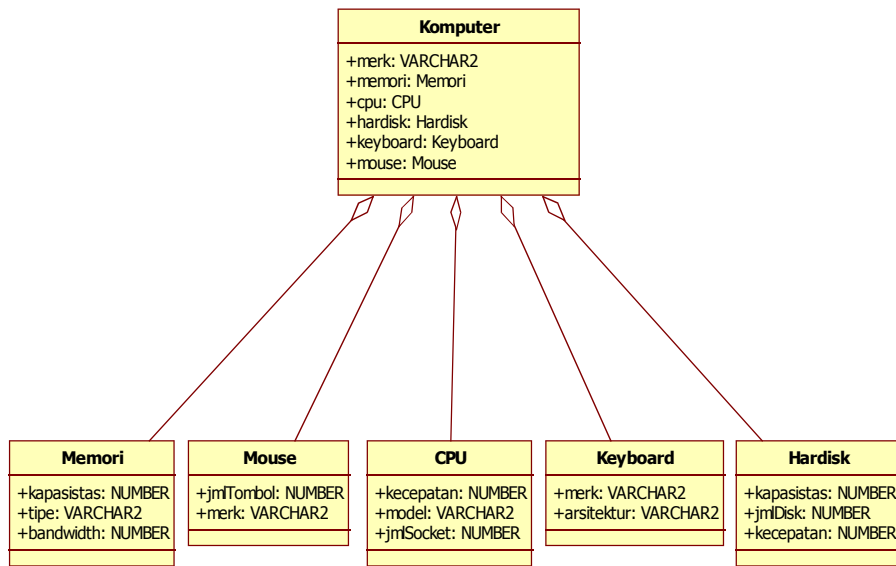 Komputer
+merk: VARCHAR2
+memori: Memori
+cpu: CPU
+hardisk: Hardisk
+keyboard: Keyboard
+mouse: Mouse
Memori
+kapasistas: NUMBER
+tipe: VARCHAR2
+bandwidth: NUMBER
Mouse
+jmlTombol: NUMBER
+merk: VARCHAR2
CPU
+kecepatan: NUMBER
+model: VARCHAR2
+jmlSocket: NUMBER
Keyboard
+merk: VARCHAR2
+arsitektur: VARCHAR2
Hardisk
+kapasistas: NUMBER
+jmlDisk: NUMBER
+kecepatan: NUMBER